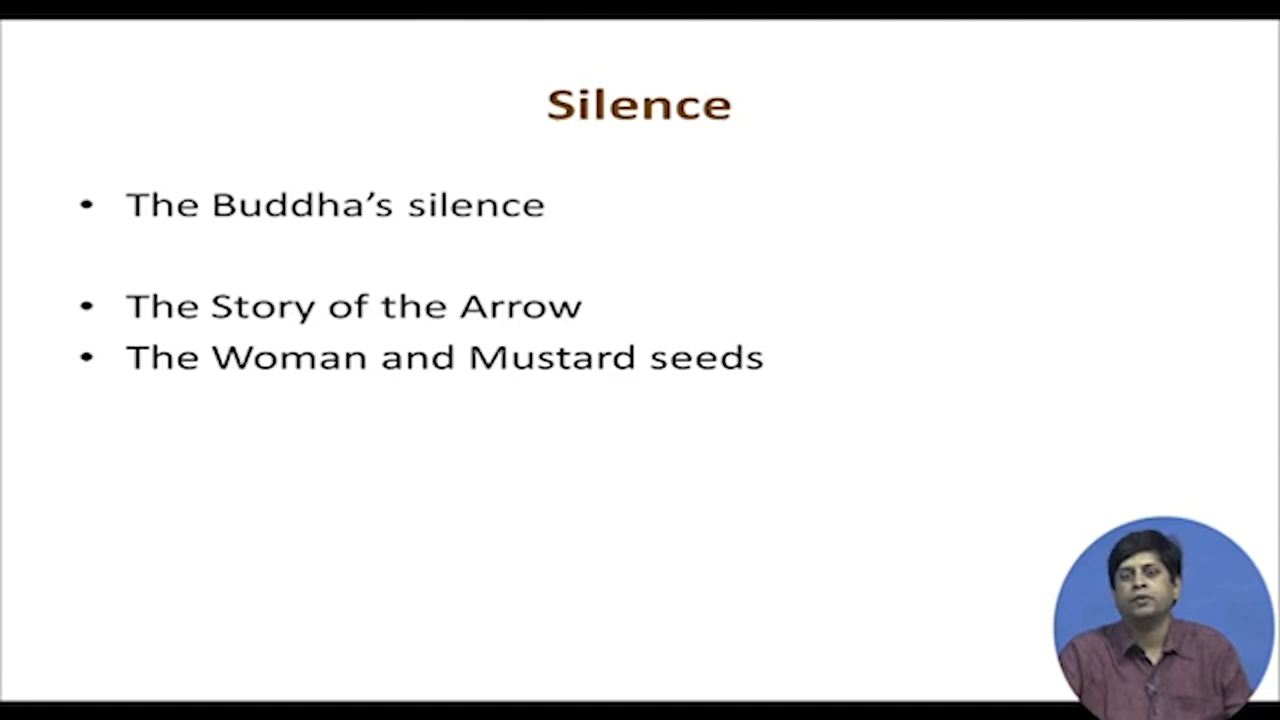 Silence
• The Buddha’s silence
• The Story of the Arrow
• The Woman and Mustard seeds